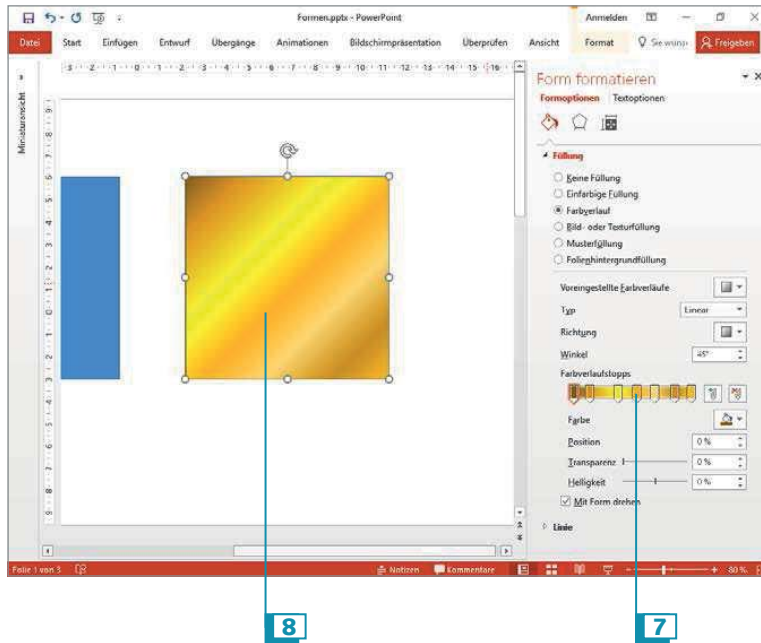 Formen.pptx - PowerPoint
Anmelden
Datei Start Einfügen Entwurf Übergänge Animationen Bildschirmpräsentation Überprüfen Ansicht Format Sie Freigeben
Miniaturansicht
Form formatieren
Formoptionen Textoptionen
Füllung
Keine Füllung
Einfarbige Füllung
Farbverlauf
Bild- oder Texturfüllung
Musterfüllung
Folienhintergrundfüllung
Voreingestellte Farbverläufe
Typ Linear
Richtung
Winkel 45°
Farbverlaufstopps
Farbe
Position 0 %
Transparenz 0 %
Helligkeit 0 %
Mit Form drehen
Linie
Folie 1 von 3 Notizen Kommentare 80 %
8 7